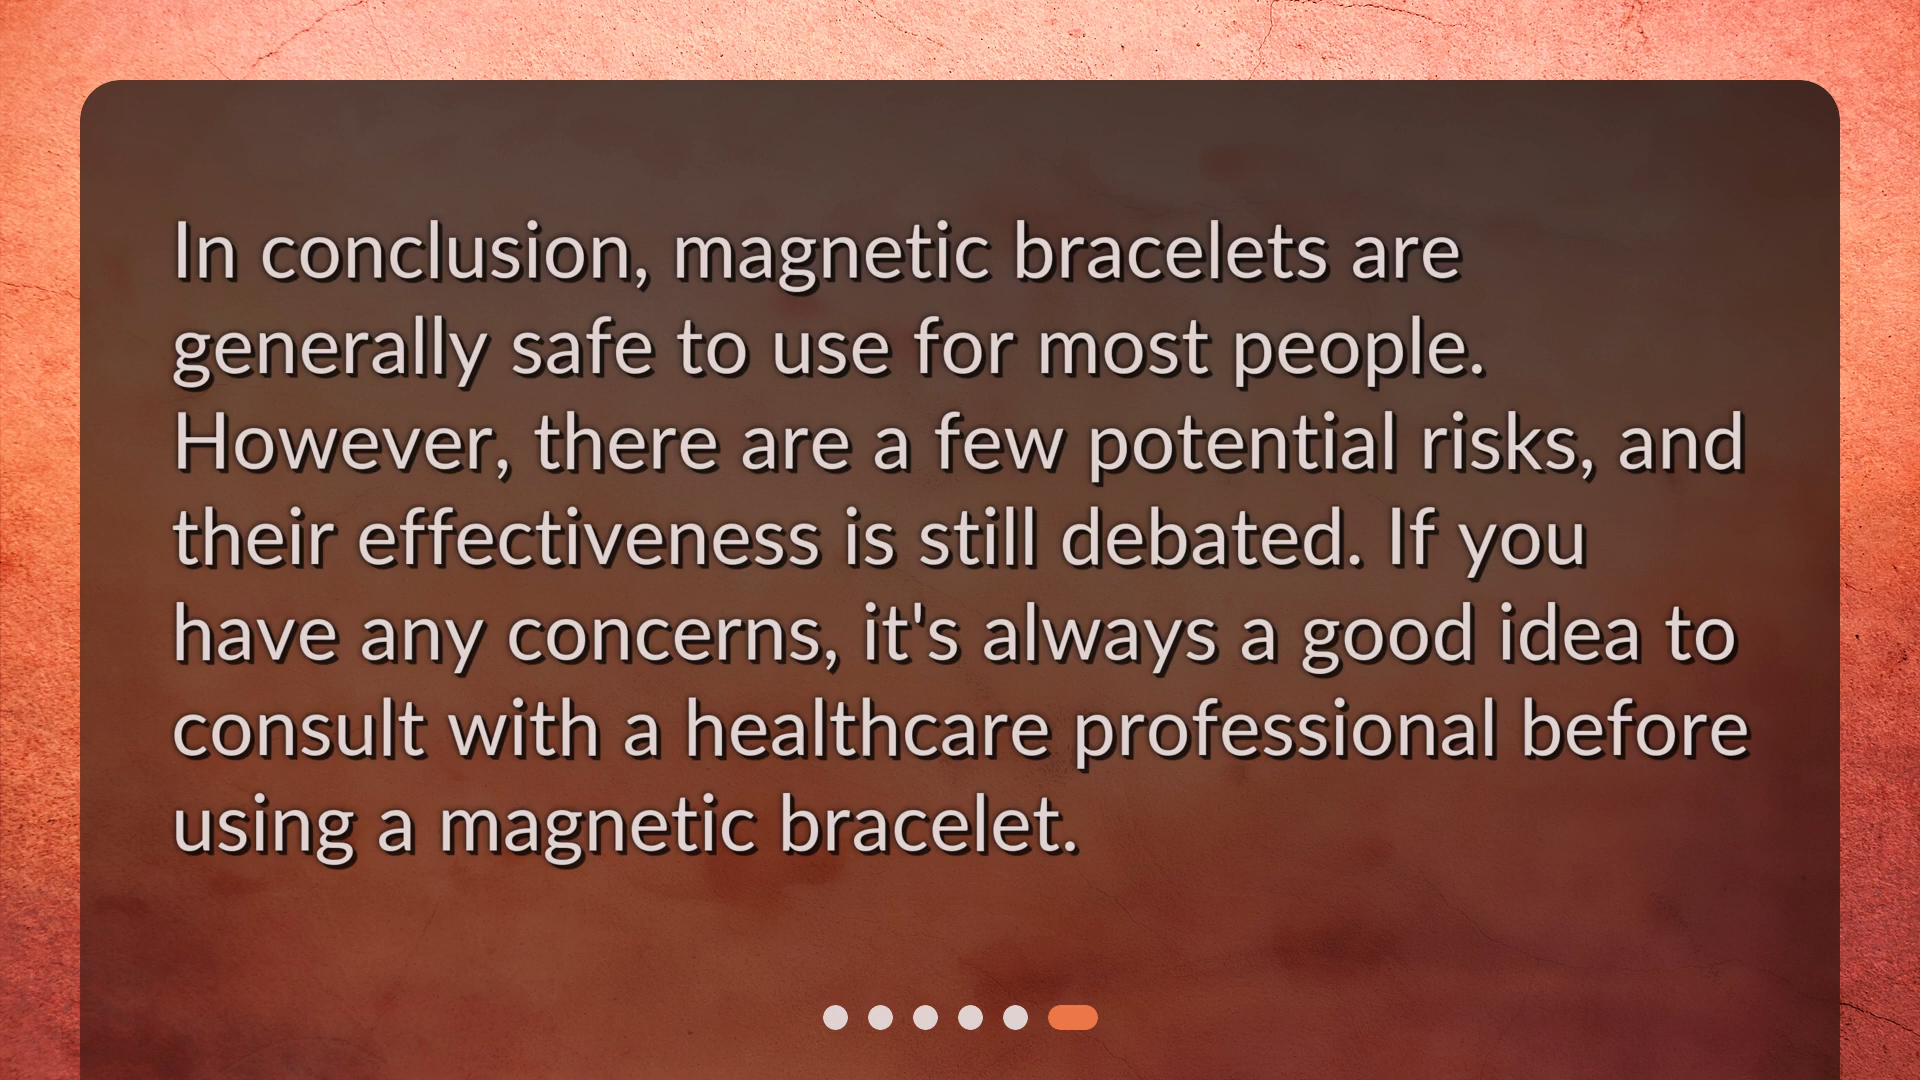 In conclusion, magnetic bracelets are
generally safe to use for most people.
However, there are a few potential risks, and
their effectiveness is still debated. If you
have any concerns, it's always a good idea to
consult with a healthcare professional before
using a magnetic bracelet.